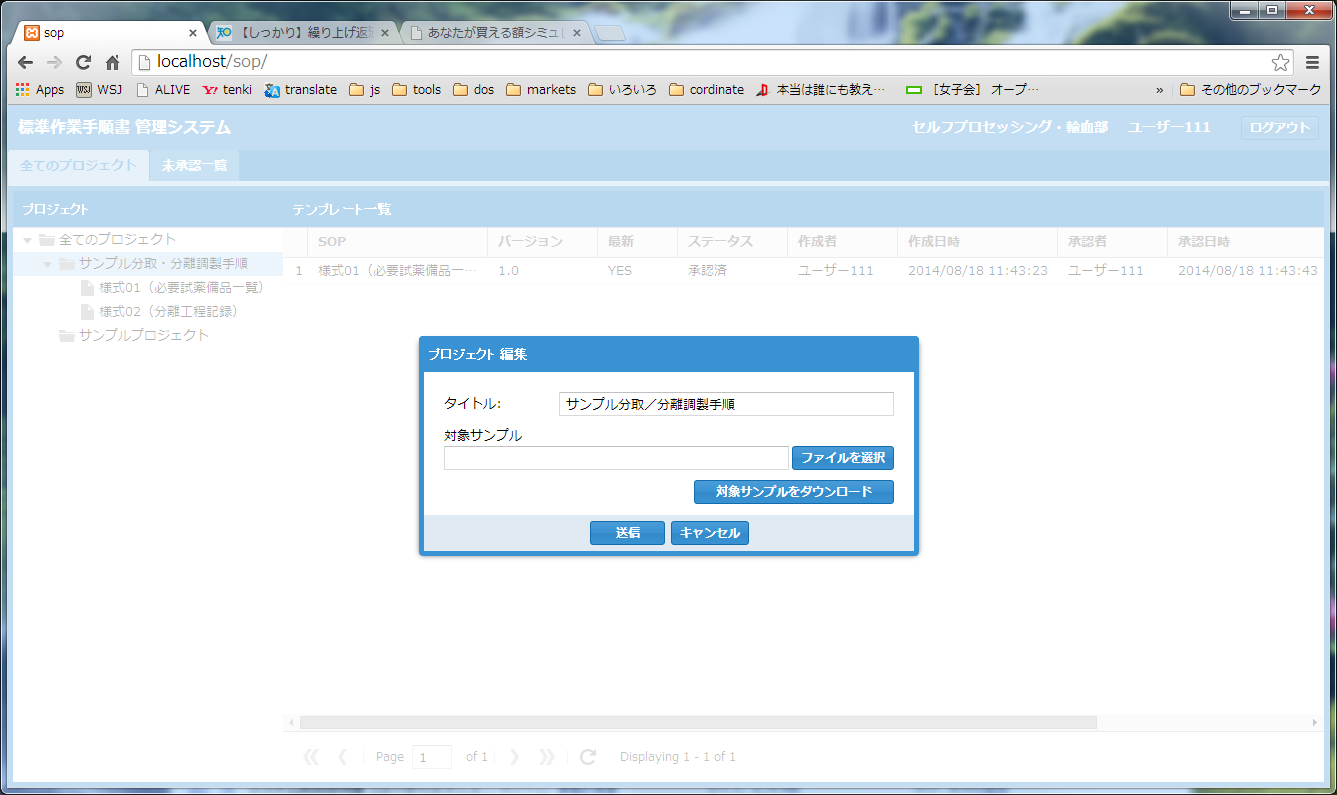 sop
【しっかり】繰り上げ返済
あなたが買える額シミュ
localhost/sop/
Apps WSJ ALIVE tenki translate js tools dos markets いろいろ cordinate 本当は誰にも教え… [女子会] オープ… » その他のブックマーク
標準作業手順書 管理システム セルフプロセッシング・輸血部 ユーザー111 ログアウト
全てのプロジェクト 未承認一覧
プロジェクト
全てのプロジェクト
サンプル分取・分離調製手順
様式01（必要試薬備品一覧）
様式02（分離工程記録）
サンプルプロジェクト
テンプレート一覧
SOP バージョン 最新 ステータス 作成者 作成日時 承認者 承認日時
1 様式01（必要試薬備品一… 1.0 YES 承認済 ユーザー111 2014/08/18 11:43:23 ユーザー111 2014/08/18 11:43:43
プロジェクト 編集
タイトル: サンプル分取／分離調製手順
対象サンプル
ファイルを選択
対象サンプルをダウンロード
送信 キャンセル
Page 1 of 1 Displaying 1 - 1 of 1